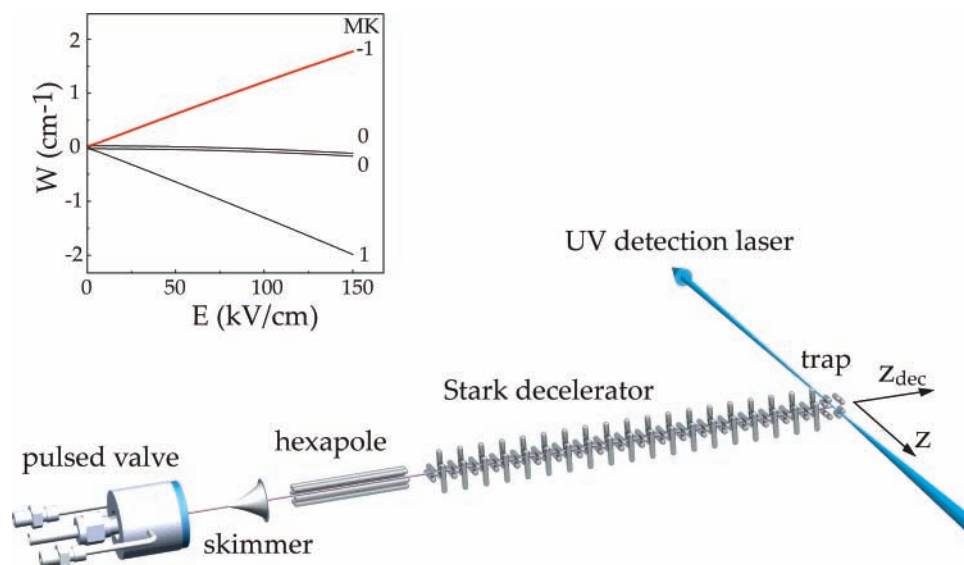 MK
2
-1
1
W (cm-1)
0
0
0
-1
-2
1
0
50
100
150
E (kV/cm)
UV detection laser
trap
Stark decelerator
zdec
hexapole
z
pulsed valve
skimmer